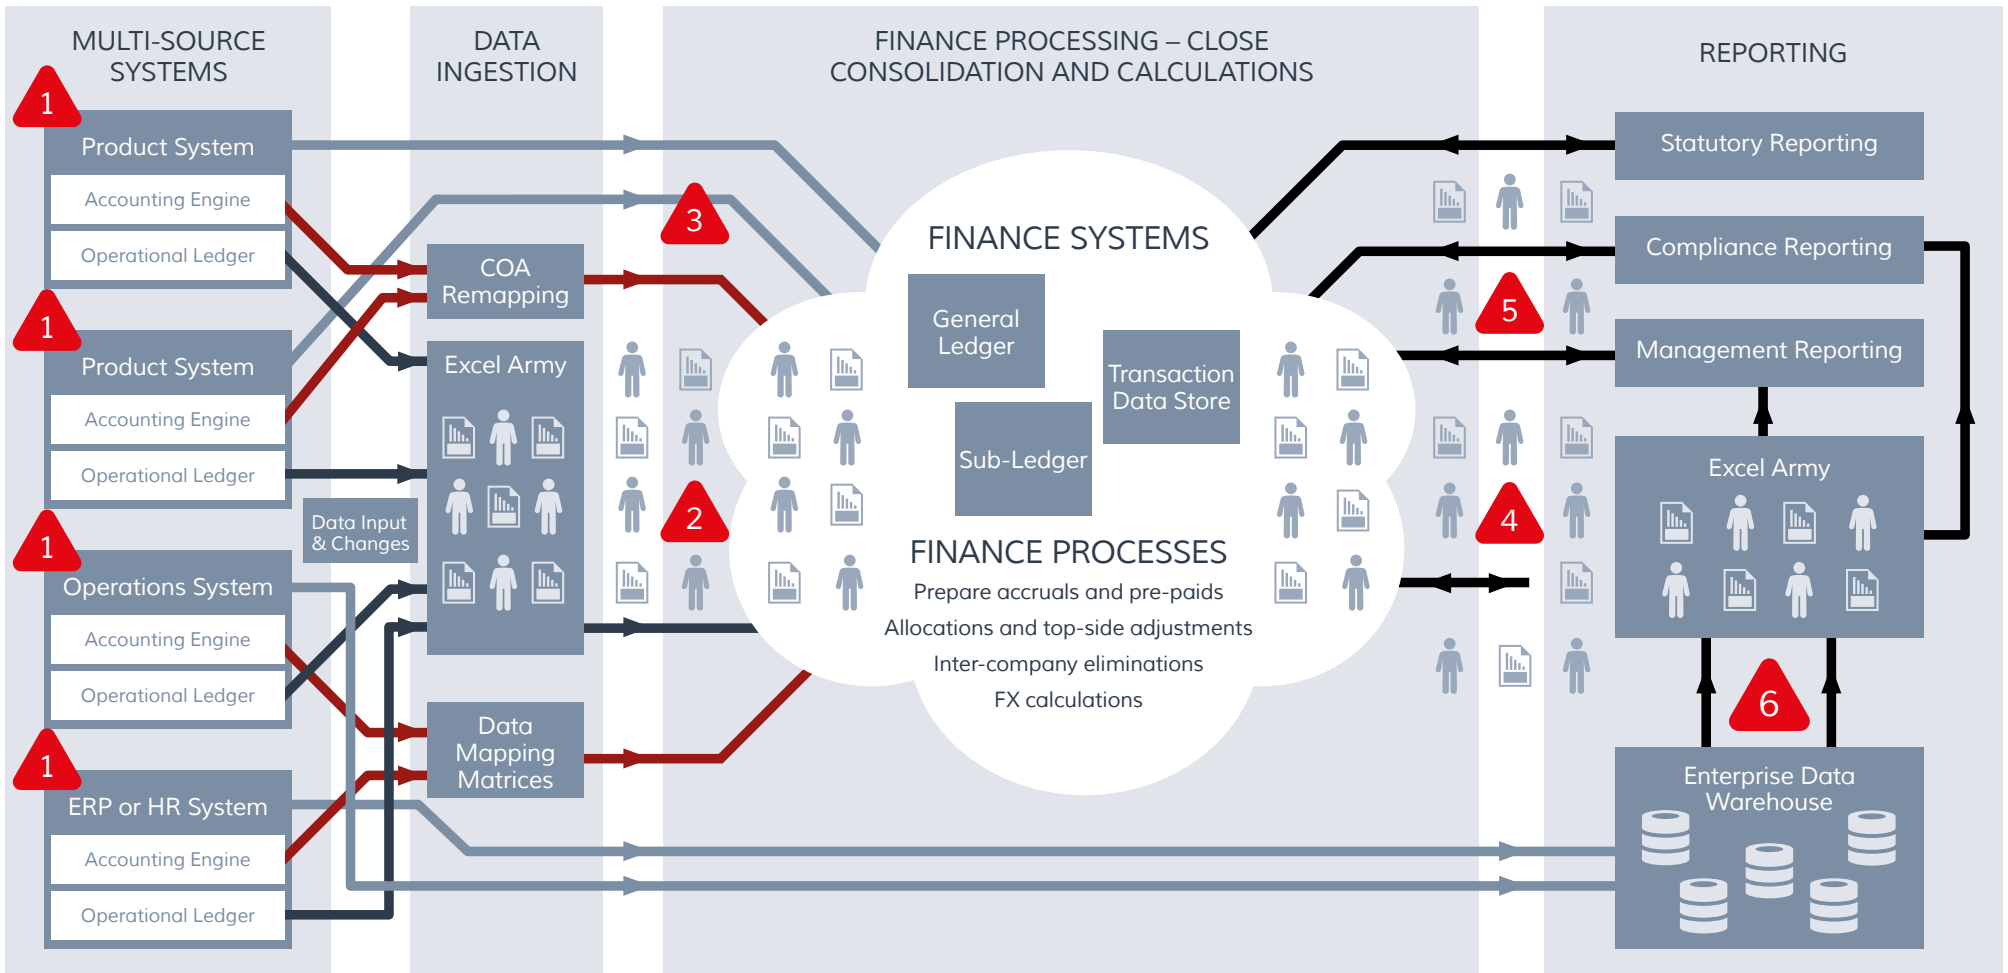 MULTI-SOURCE
SYSTEMS
1
Product System
Accounting Engine
Operational Ledger
1
Product System
Accounting Engine
Operational Ledger
1
Operations System
Accounting Engine
Operational Ledger
1
ERP or HR System
Accounting Engine
Operational Ledger
DATA
INGESTION
COA
Remapping
Excel Army
Data Input
& Changes
Data
Mapping
Matrices
3
2
FINANCE PROCESSING – CLOSE
CONSOLIDATION AND CALCULATIONS
FINANCE SYSTEMS
General
Ledger
Transaction
Data Store
Sub-Ledger
FINANCE PROCESSES
Prepare accruals and pre-paids
Allocations and top-side adjustments
Inter-company eliminations
FX calculations
5
4
REPORTING
Statutory Reporting
Compliance Reporting
Management Reporting
Excel Army
6
Enterprise Data
Warehouse